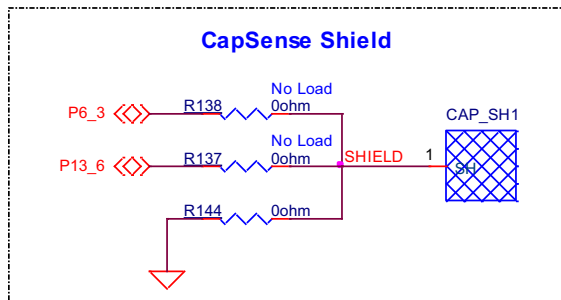 CapSense Shield
No Load
P6_3 R138 0ohm
CAP_SH1
No Load
P13_6 R137 0ohm
SHIELD 1
SH
R144 0ohm